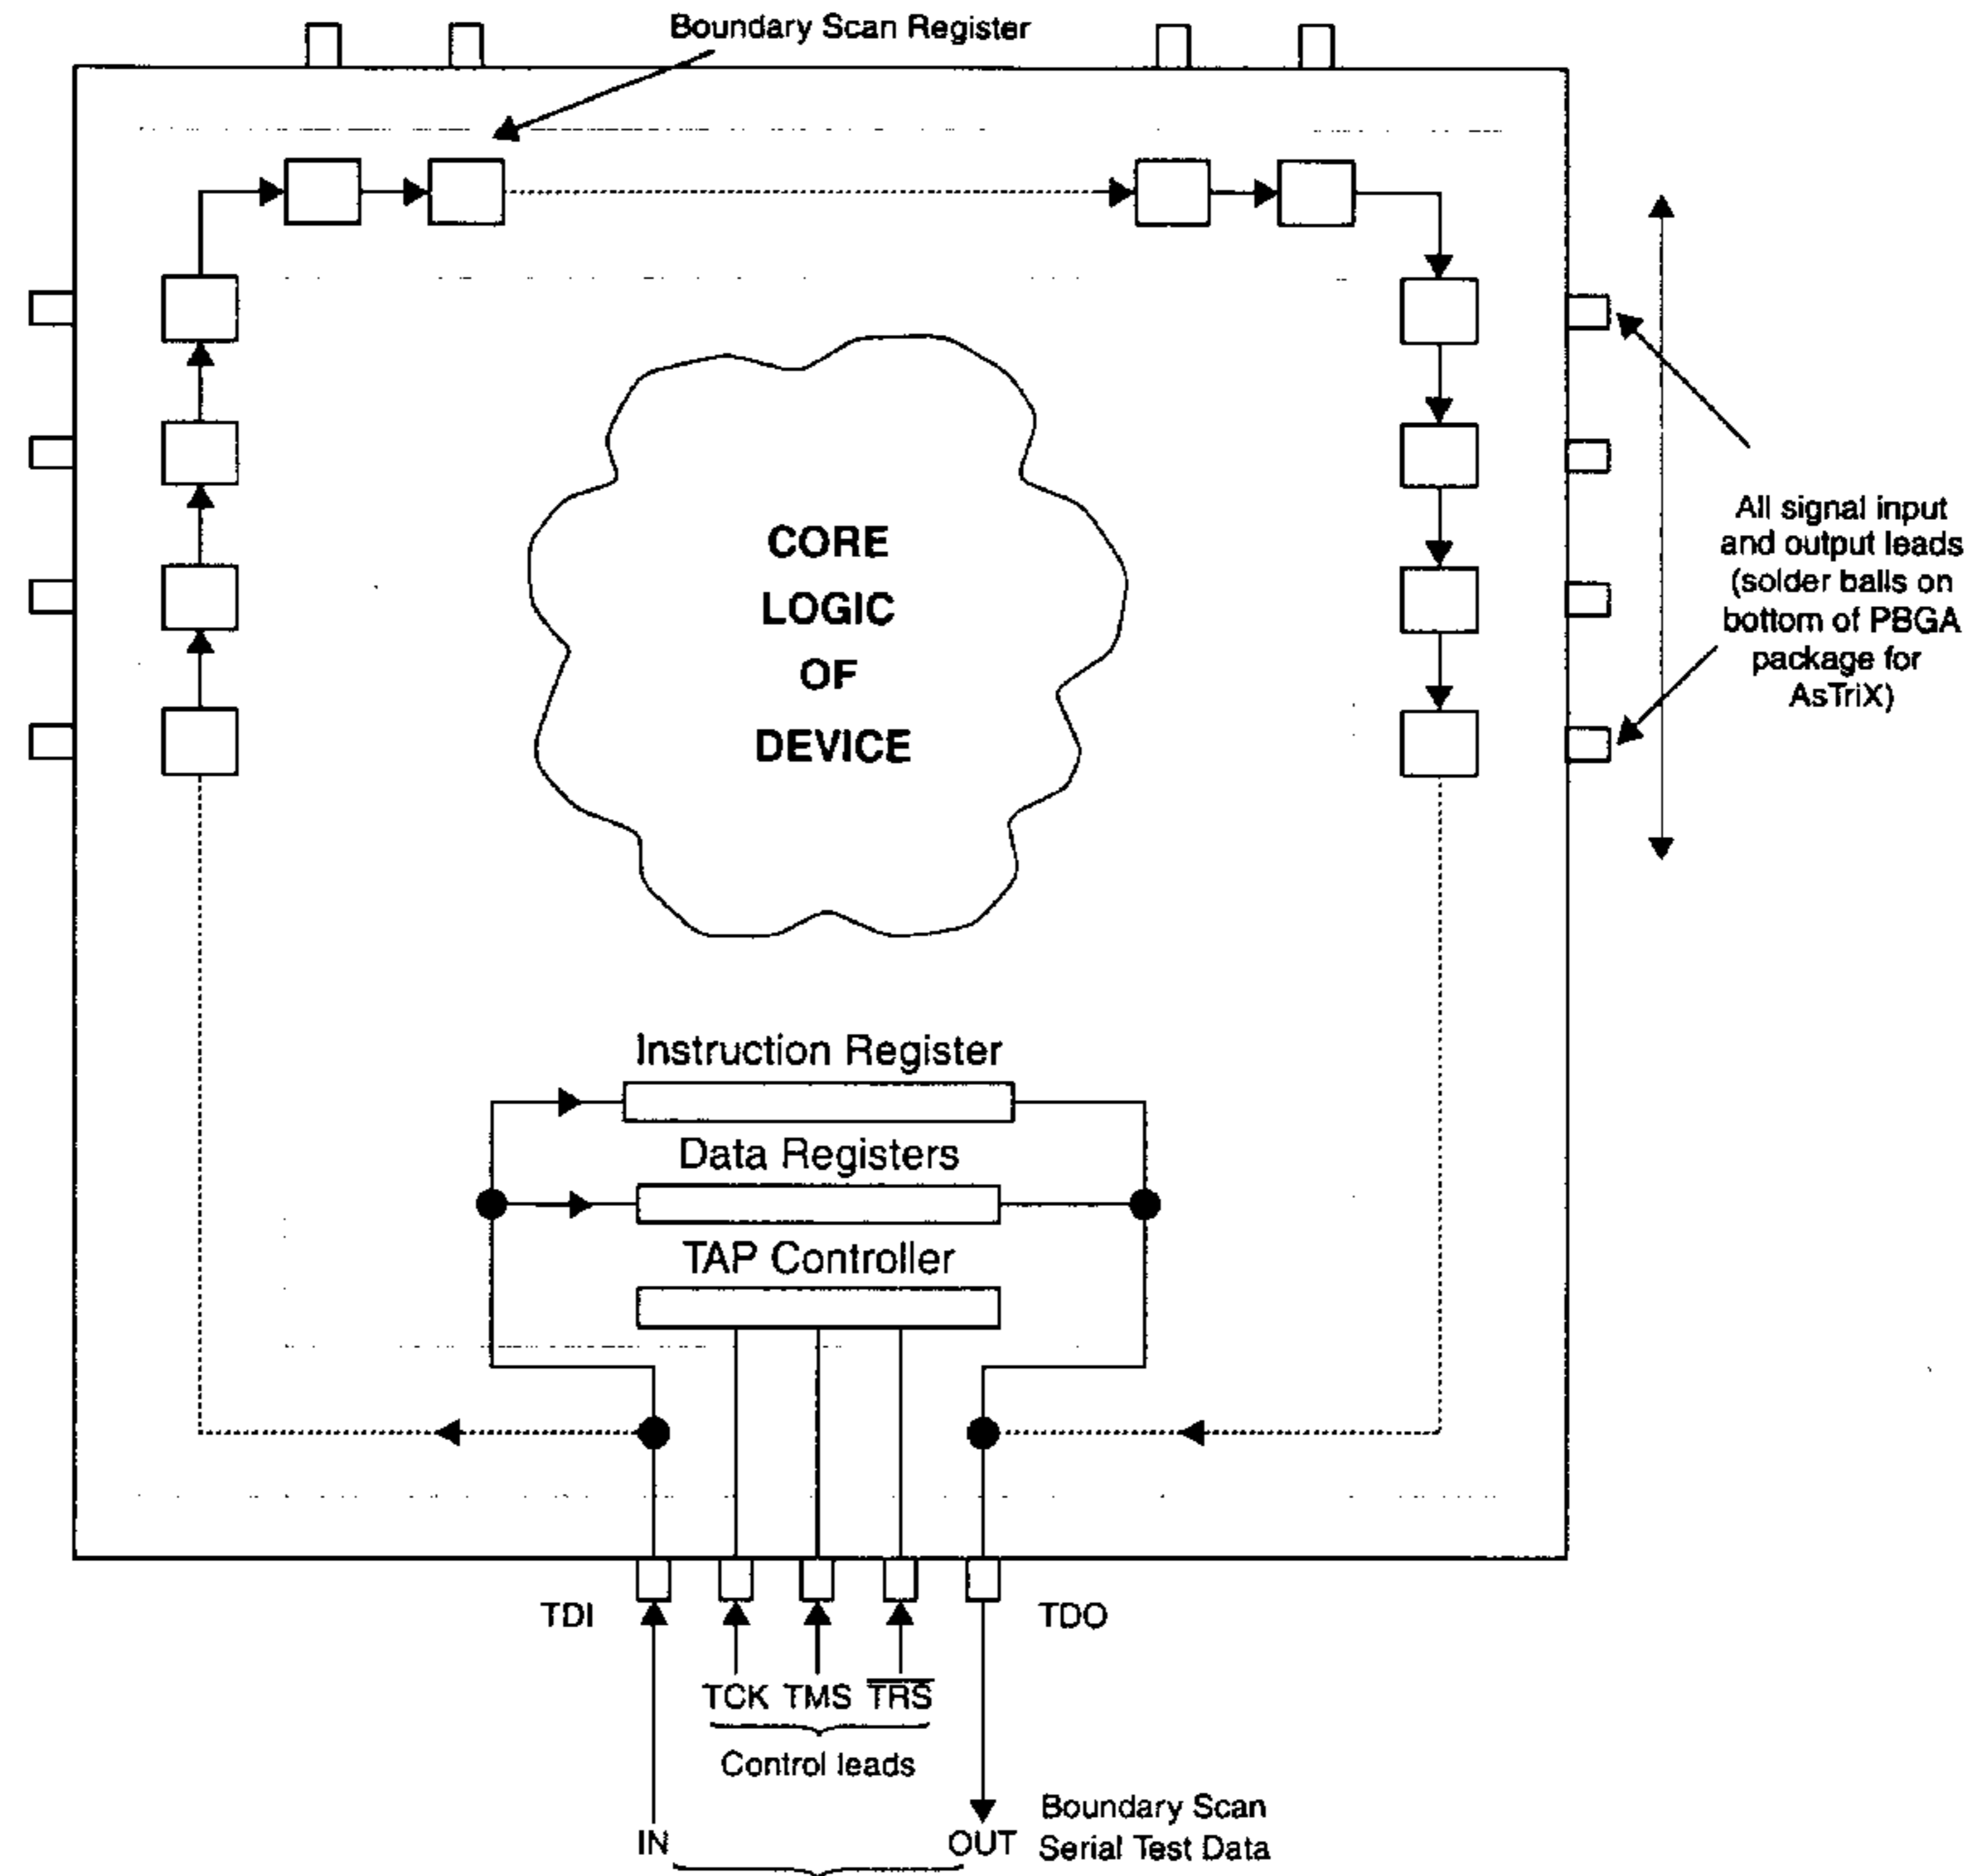 Boundary Scan Register
CORE
LOGIC
OF
DEVICE
All signal input
and output leads
(solder balls on
bottom of PBGA
package for
AsTriX)
Instruction Register
Data Registers
TAP Controller
TDI
TDO
TCK TMS TRS
Control leads
IN
OUT
Boundary Scan
Serial Test Data